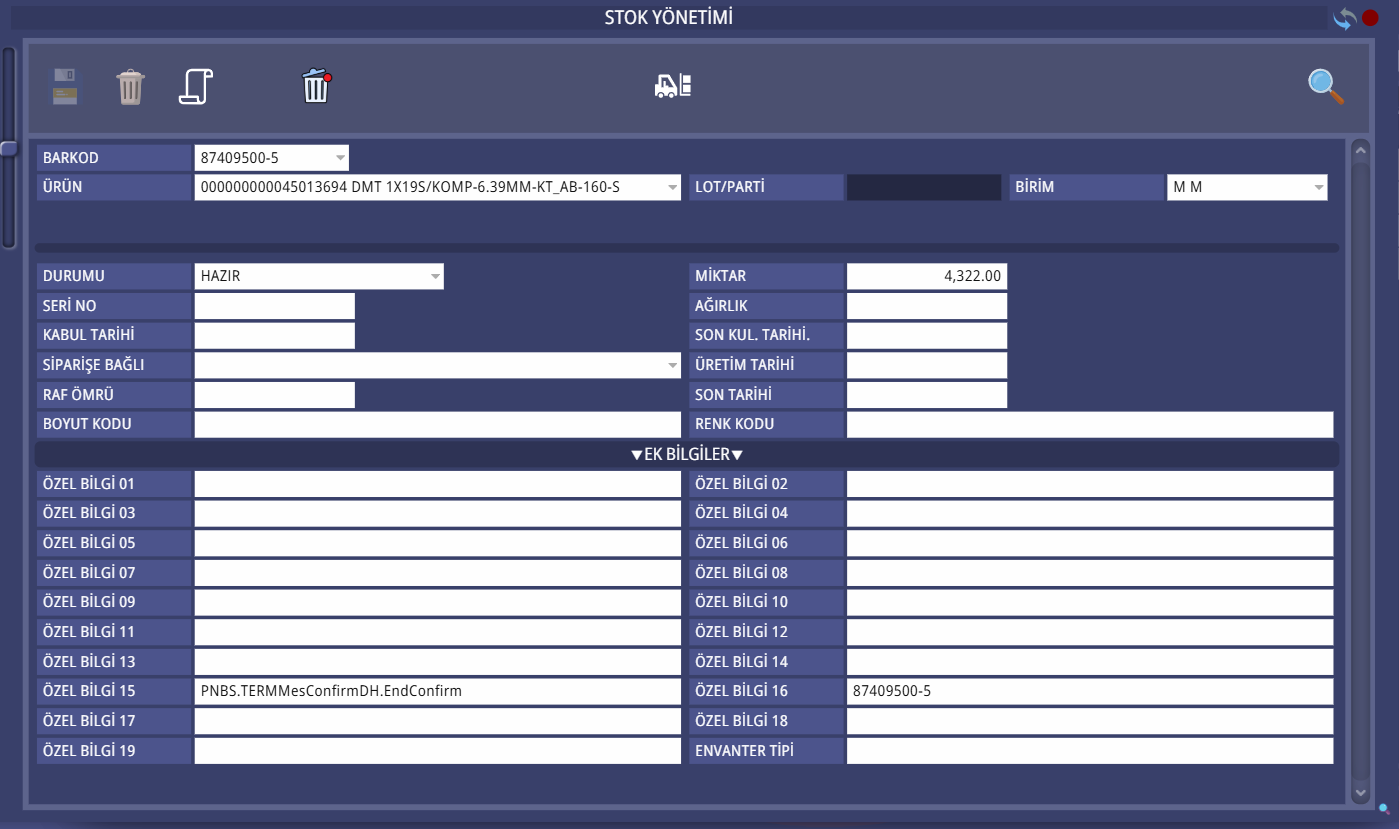 STOK YÖNETİMİ
BARKOD 87409500-5
ÜRÜN 000000000045013694 DMT 1X19S/KOMP-6.39MM-KT_AB-160-S LOT/PARTİ BİRİM M M
DURUMU HAZIR MİKTAR 4,322.00
SERİ NO AĞIRLIK
KABUL TARİHİ SON KUL. TARİHİ.
SİPARİŞE BAĞLI ÜRETİM TARİHİ
RAF ÖMRÜ SON TARİHİ
BOYUT KODU RENK KODU
▼EK BİLGİLER▼
ÖZEL BİLGİ 01 ÖZEL BİLGİ 02
ÖZEL BİLGİ 03 ÖZEL BİLGİ 04
ÖZEL BİLGİ 05 ÖZEL BİLGİ 06
ÖZEL BİLGİ 07 ÖZEL BİLGİ 08
ÖZEL BİLGİ 09 ÖZEL BİLGİ 10
ÖZEL BİLGİ 11 ÖZEL BİLGİ 12
ÖZEL BİLGİ 13 ÖZEL BİLGİ 14
ÖZEL BİLGİ 15 PNBS.TERMMesConfirmDH.EndConfirm ÖZEL BİLGİ 16 87409500-5
ÖZEL BİLGİ 17 ÖZEL BİLGİ 18
ÖZEL BİLGİ 19 ENVANTER TİPİ